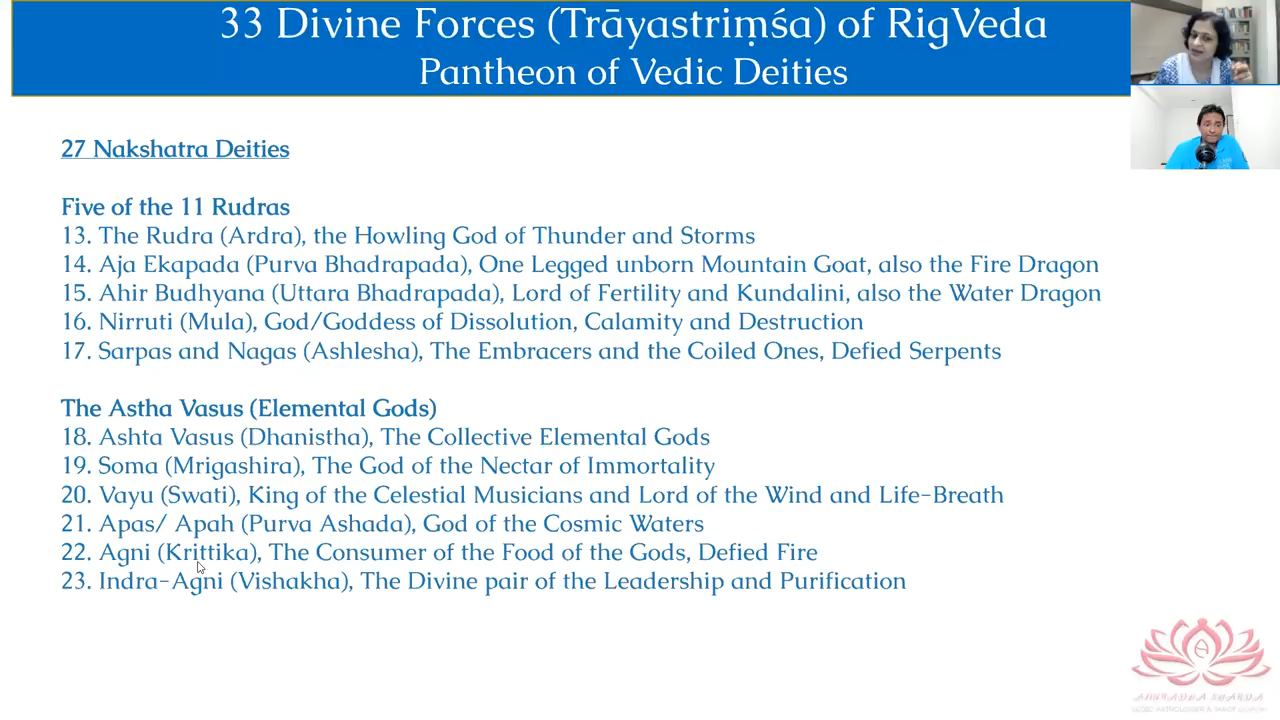 33 Divine Forces (Trāyastriṃśa) of RigVeda
Pantheon of Vedic Deities
27 Nakshatra Deities
Five of the 11 Rudras
13. The Rudra (Ardra), the Howling God of Thunder and Storms
14. Aja Ekapada (Purva Bhadrapada), One Legged unborn Mountain Goat, also the Fire Dragon
15. Ahir Budhyana (Uttara Bhadrapada), Lord of Fertility and Kundalini, also the Water Dragon
16. Nirruti (Mula), God/Goddess of Dissolution, Calamity and Destruction
17. Sarpas and Nagas (Ashlesha), The Embracers and the Coiled Ones, Defied Serpents
The Astha Vasus (Elemental Gods)
18. Ashta Vasus (Dhanistha), The Collective Elemental Gods
19. Soma (Mrigashira), The God of the Nectar of Immortality
20. Vayu (Swati), King of the Celestial Musicians and Lord of the Wind and Life-Breath
21. Apas/ Apah (Purva Ashada), God of the Cosmic Waters
22. Agni (Krittika), The Consumer of the Food of the Gods, Defied Fire
23. Indra-Agni (Vishakha), The Divine pair of the Leadership and Purification
A
ANURADHA SHARDA
VEDIC ASTROLOGER & TAROT